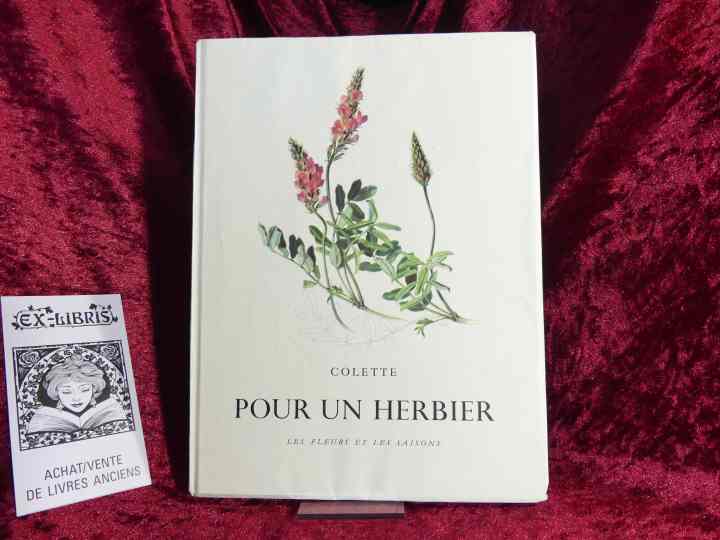 COLETTE
POUR UN HERBIER
LES FLEURS ET LES SAISONS
EX-LIBRIS
ACHAT/VENTE
DE LIVRES ANCIENS